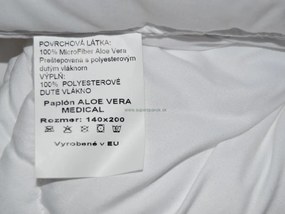 POVRCHOVÁ LÁTKA:
100% MicroFiber Aloe Vera
Preštepovaná s polyesterovým
dutým vláknom
VÝPLŇ:
100% POLYESTEROVÉ
DUTÉ VLÁKNO
Paplón ALOE VERA
MEDICAL
Rozmer: 140x200
Vyrobené v EU